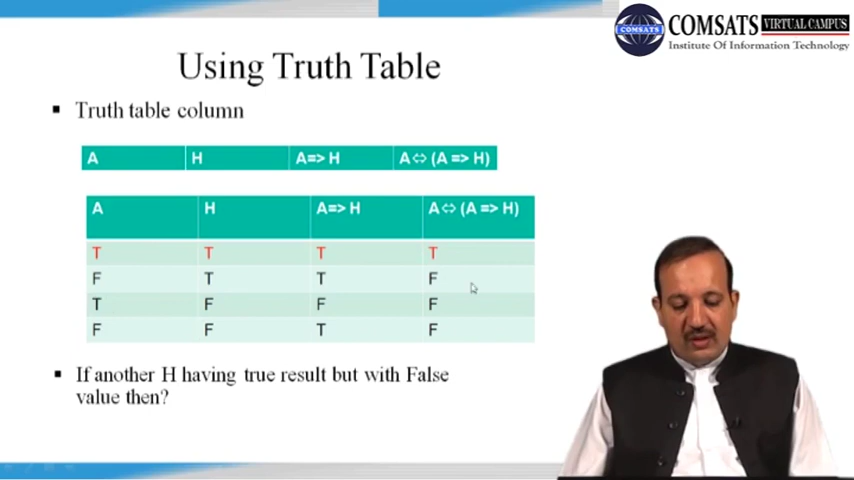 COMSATS
COMSATS VIRTUAL CAMPUS
Institute Of Information Technology
Using Truth Table
▪ Truth table column
A H A=> H A⇔ (A => H)
A H A=> H A⇔ (A => H)
T T T T
F T T F
T F F F
F F T F
▪ If another H having true result but with False
value then?